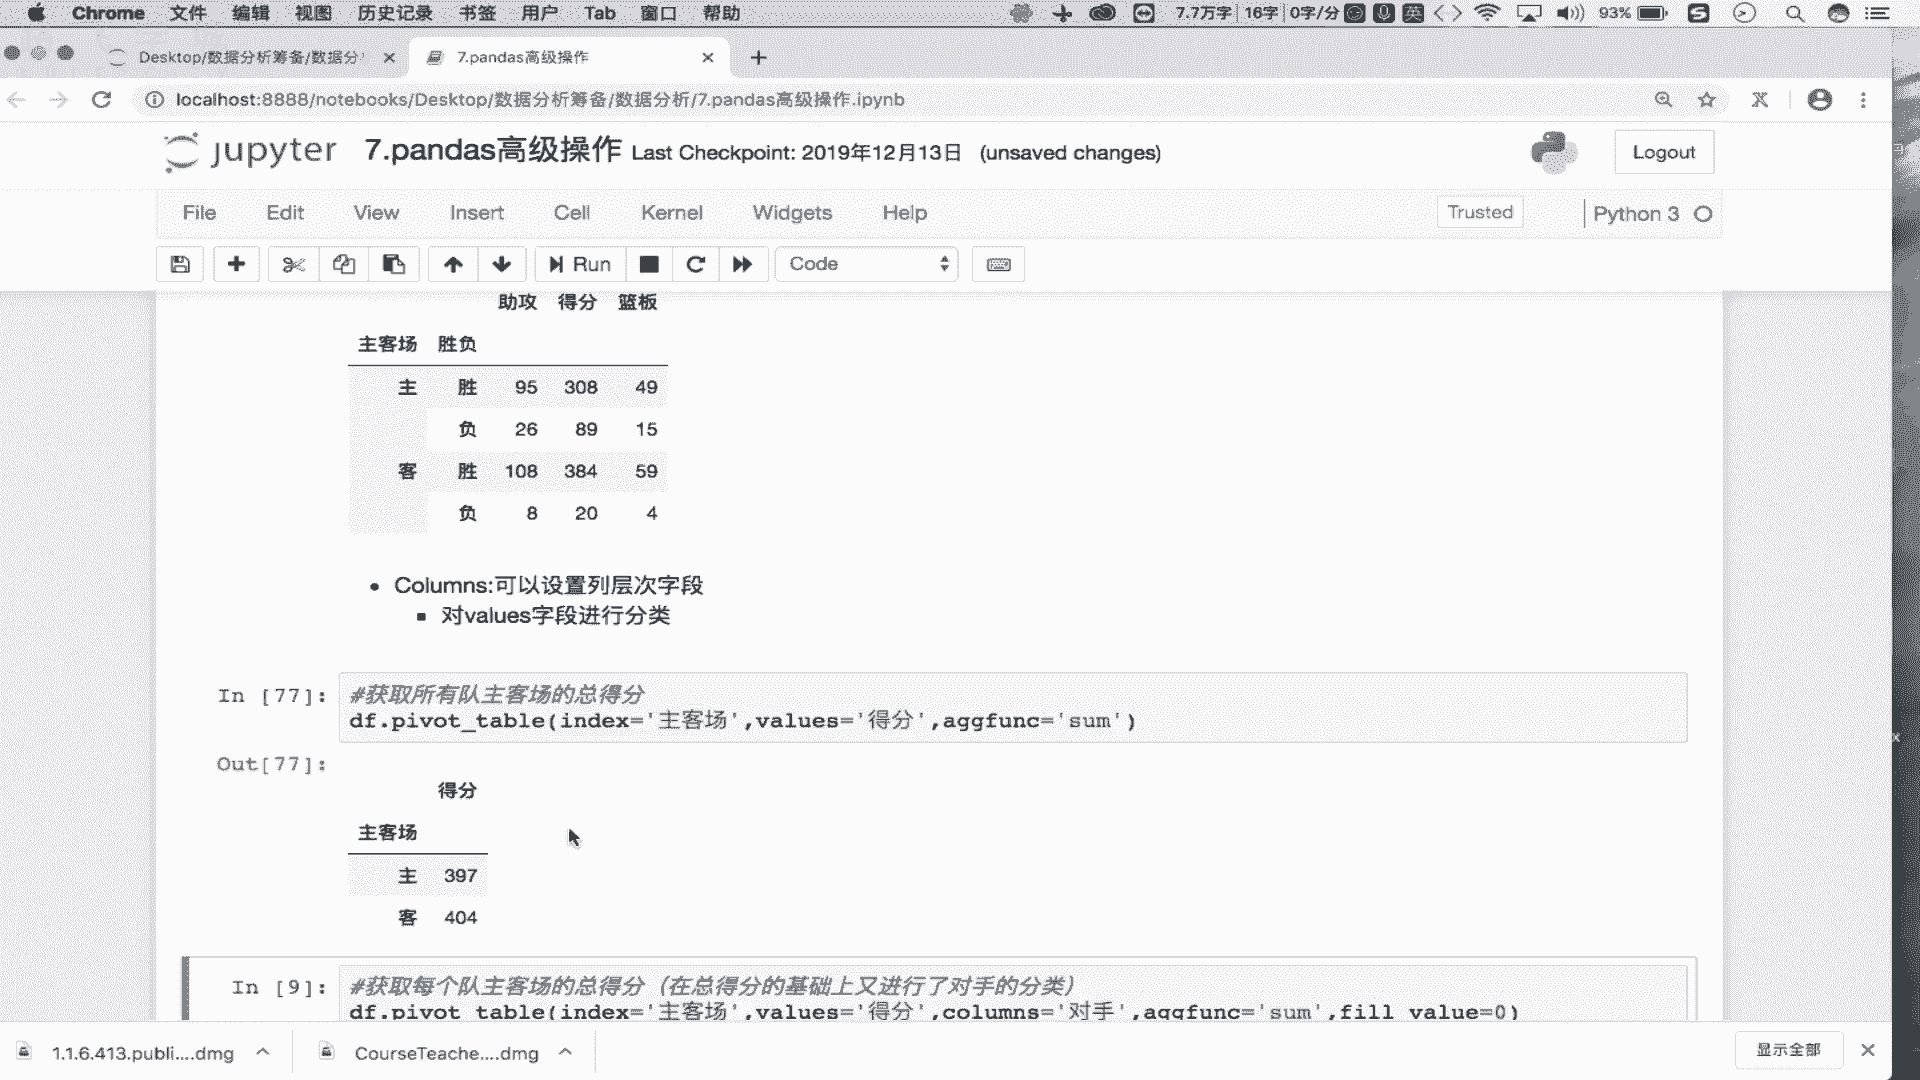 Chrome 文件 编辑 视图 历史记录 书签 用户 Tab 窗口 帮助 7.7万字 16字 0字/分 英 93%
Desktop/数据分析筹备/数据分 7.pandas高级操作
localhost:8888/notebooks/Desktop/数据分析筹备/数据分析/7.pandas高级操作.ipynb
jupyter 7.pandas高级操作 Last Checkpoint: 2019年12月13日 (unsaved changes) Logout
File Edit View Insert Cell Kernel Widgets Help Trusted Python 3
Run Code
助攻 得分 篮板
主客场 胜负
主 胜 95 308 49
负 26 89 15
客 胜 108 384 59
负 8 20 4
Columns:可以设置列层次字段
对values字段进行分类
In [77]: #获取所有队主客场的总得分
df.pivot_table(index='主客场',values='得分',aggfunc='sum')
Out[77]:
得分
主客场
主 397
客 404
In [9]: #获取每个队主客场的总得分（在总得分的基础上又进行了对手的分类）
df.pivot_table(index='主客场',values='得分',columns='对手',aggfunc='sum',fill_value=0)
1.1.6.413.publi....dmg CourseTeache....dmg 显示全部